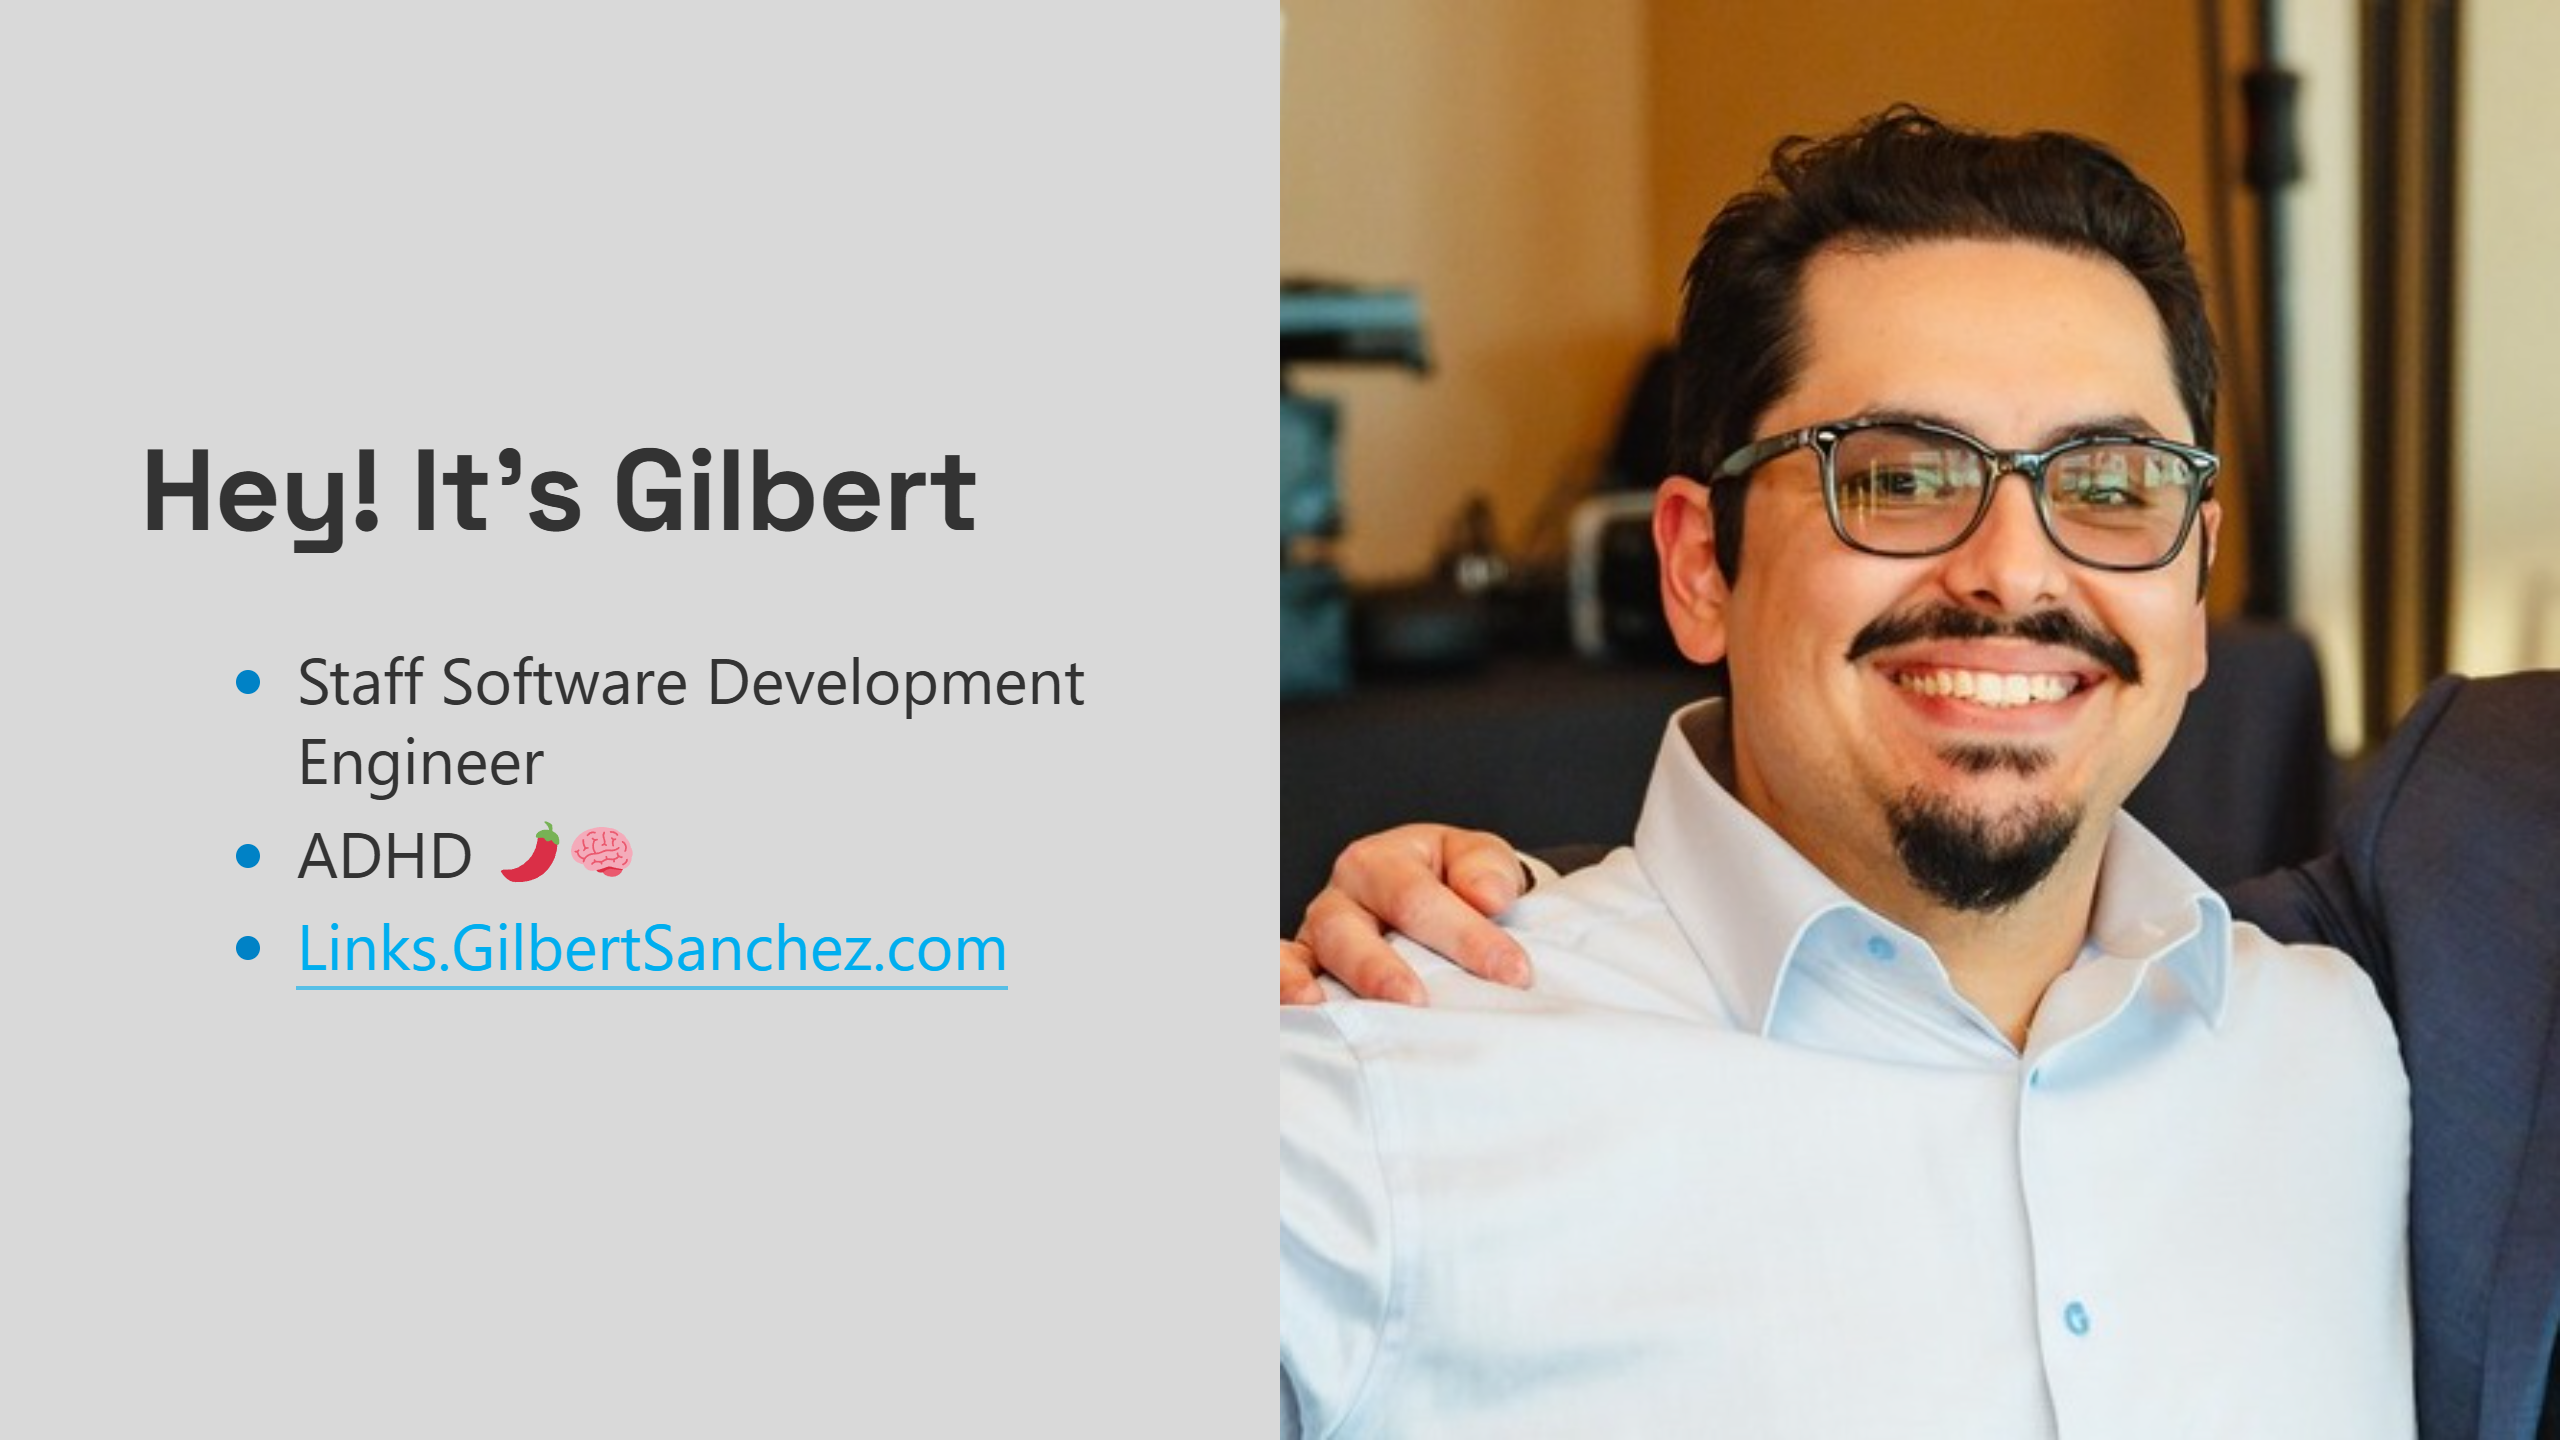 Hey! It’s Gilbert
Staff Software Development
Engineer
ADHD 🌶️🧠
Links.GilbertSanchez.com